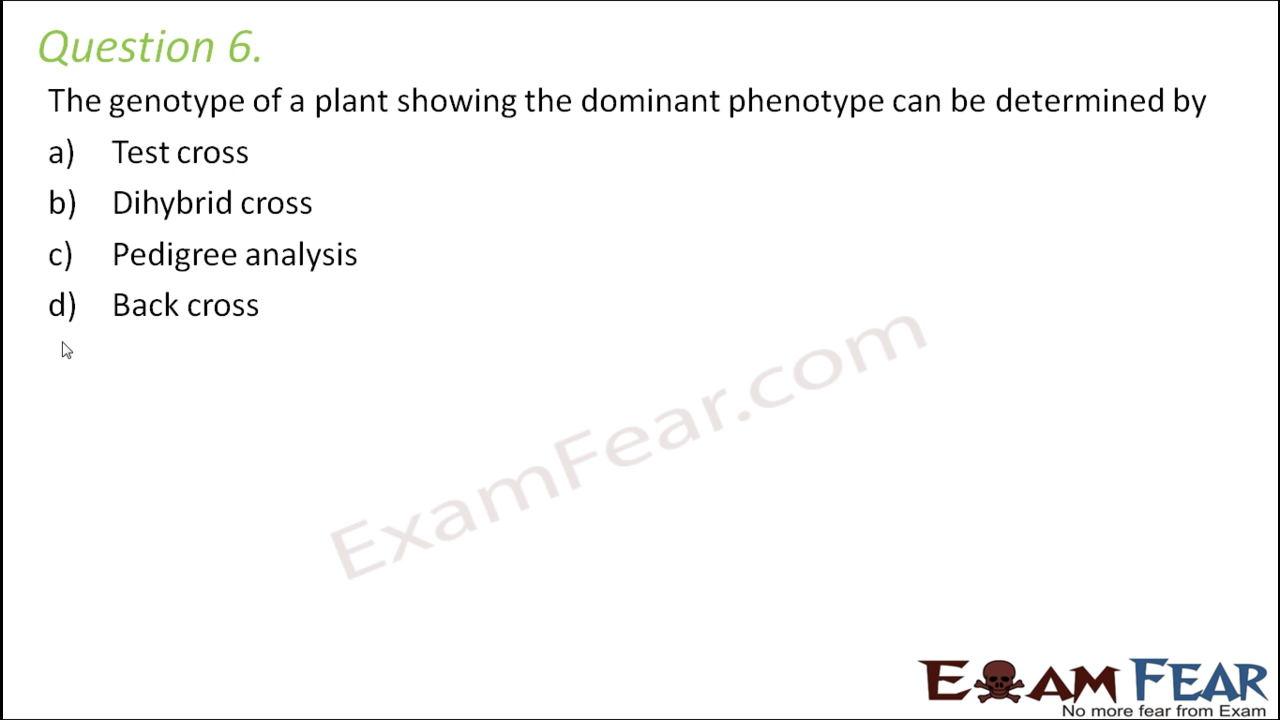 Question 6.
The genotype of a plant showing the dominant phenotype can be determined by
a) Test cross
b) Dihybrid cross
c) Pedigree analysis
d) Back cross
ExamFear.com
EXAM FEAR
No more fear from Exam